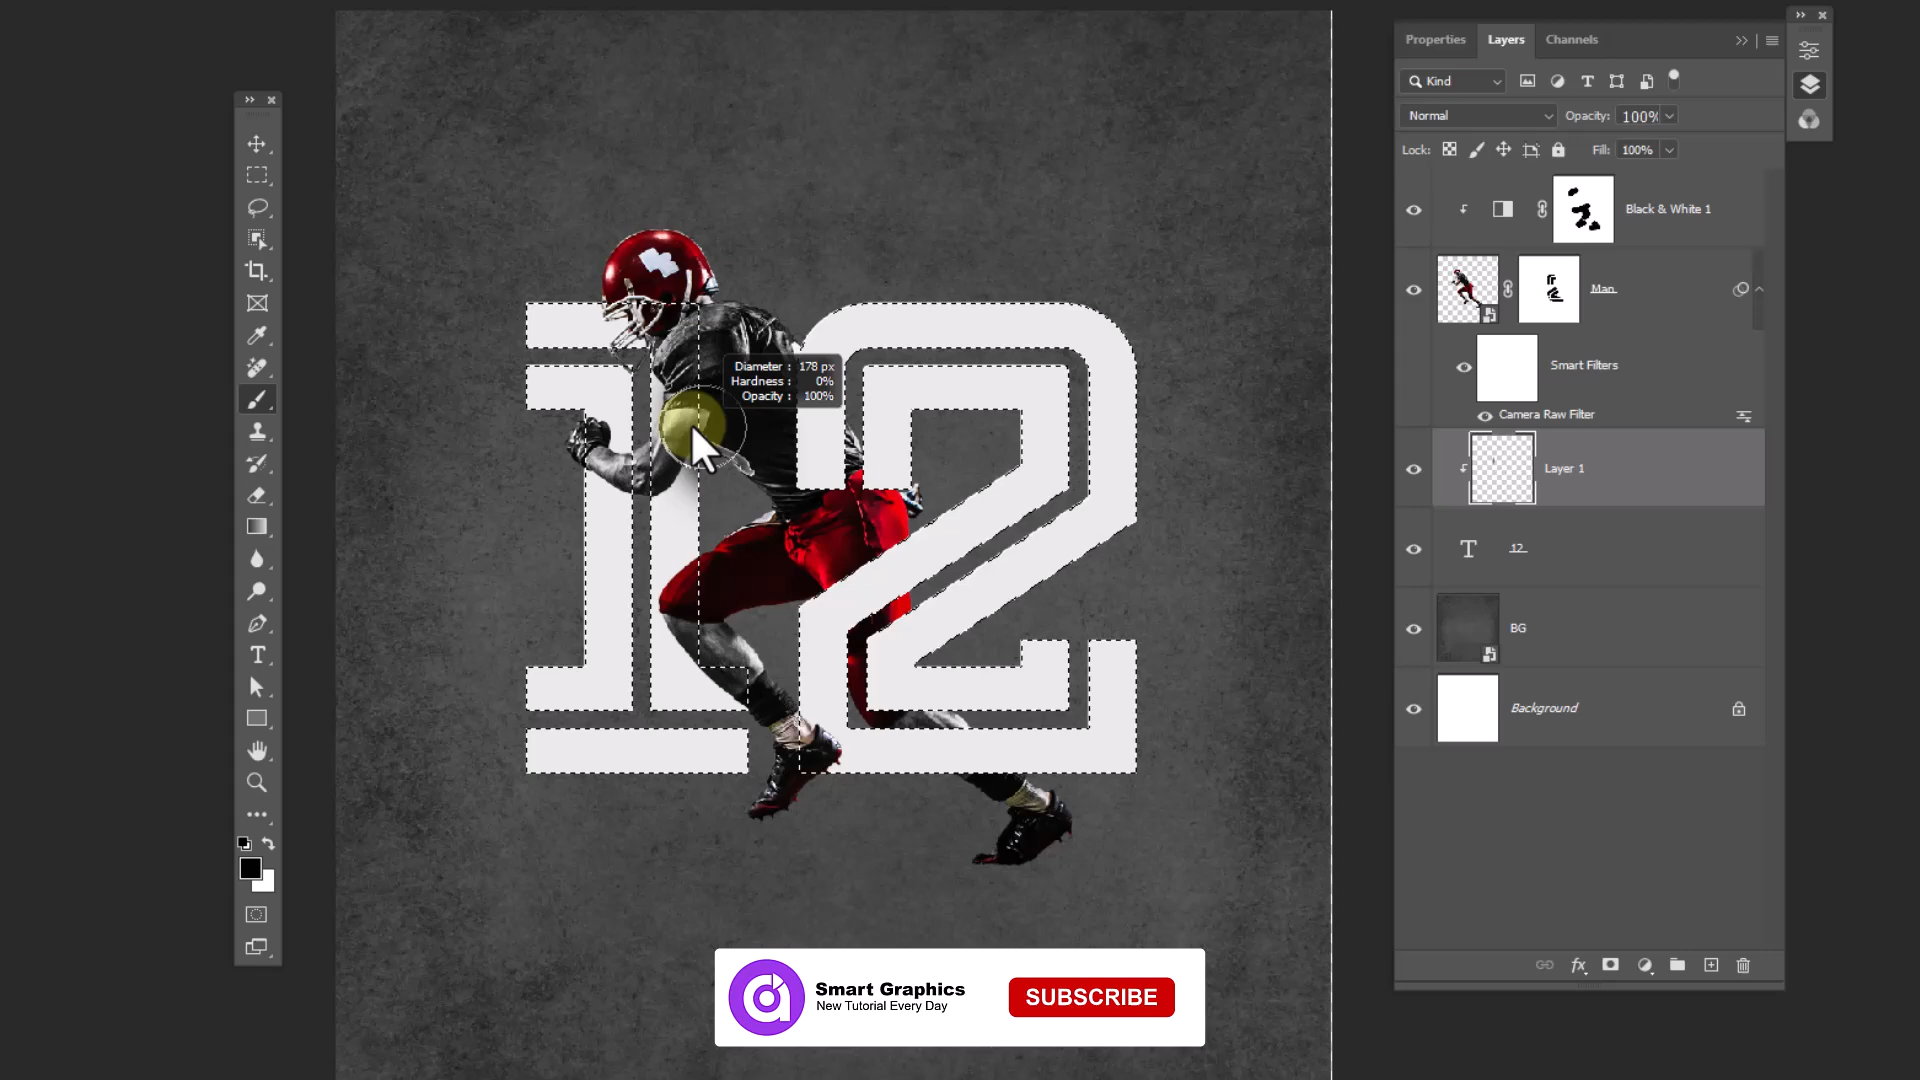 Properties
Layers
Channels
Kind
Normal
Opacity: 100%
Lock:
Fill: 100%
Black & White 1
Man
Smart Filters
Camera Raw Filter
Layer 1
12
BG
Background
12
Diameter : 178 px
Hardness : 0%
Opacity : 100%
Smart Graphics
New Tutorial Every Day
SUBSCRIBE